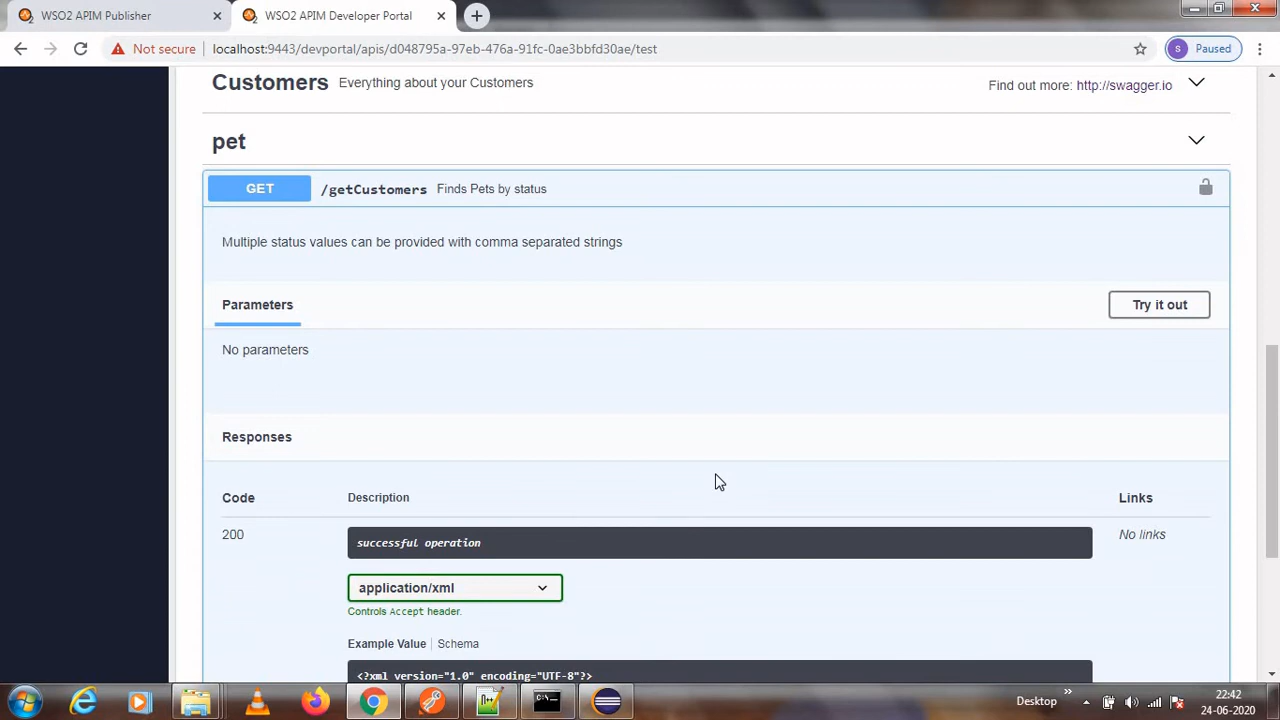 WSO2 APIM Publisher
WSO2 APIM Developer Portal
Not secure
localhost:9443/devportal/apis/d048795a-97eb-476a-91fc-0ae3bbfd30ae/test
S Paused
Customers Everything about your Customers
Find out more: http://swagger.io
pet
GET /getCustomers Finds Pets by status
Multiple status values can be provided with comma separated strings
Parameters
Try it out
No parameters
Responses
Code Description Links
200 successful operation No links
application/xml
Controls Accept header.
Example Value | Schema
<?xml version="1.0" encoding="UTF-8"?>
Desktop
22:42
24-06-2020